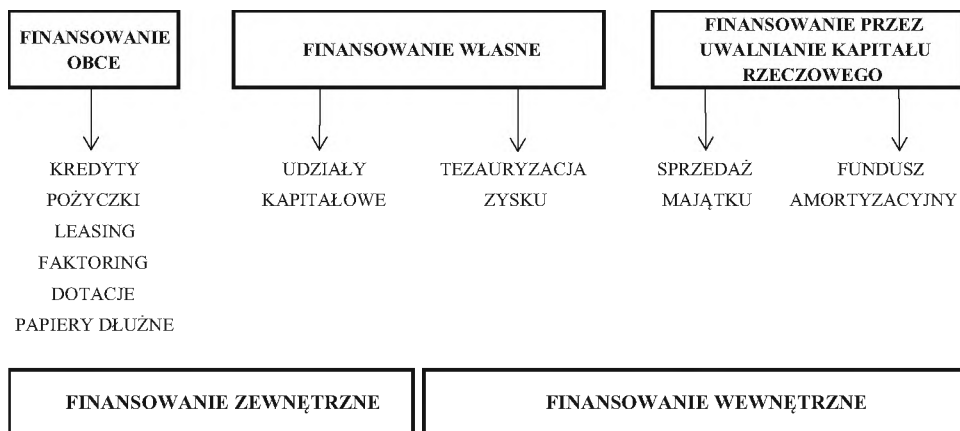 FINANSOWANIE
OBCE
FINANSOWANIE WŁASNE
FINANSOWANIE PRZEZ
UWALNIANIE KAPITAŁU
RZECZOWEGO
KREDYTY
POŻYCZKI
LEASING
FAKTORING
DOTACJE
PAPIERY DŁUŻNE
UDZIAŁY
KAPITAŁOWE
TEZAURYZACJA
ZYSKU
SPRZEDAŻ
MAJĄTKU
FUNDUSZ
AMORTYZACYJNY
FINANSOWANIE ZEWNĘTRZNE
FINANSOWANIE WEWNĘTRZNE